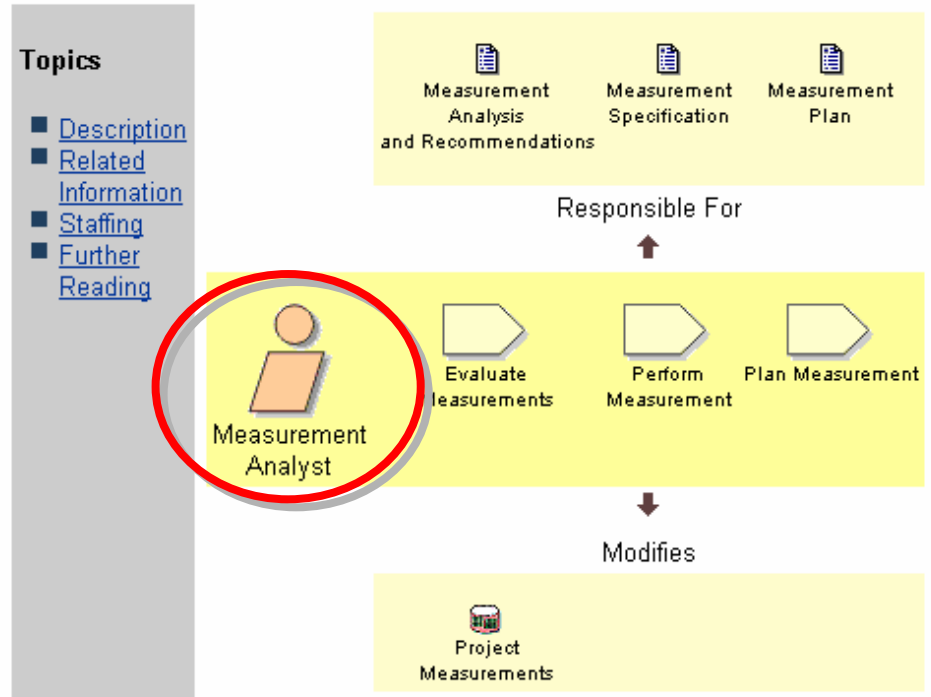 Topics
Description
Related
Information
Staffing
Further
Reading
Measurement
Analysis
and Recommendations
Measurement
Specification
Measurement
Plan
Responsible For
Measurement
Analyst
Evaluate
Measurements
Perform
Measurement
Plan Measurement
Modifies
Project
Measurements